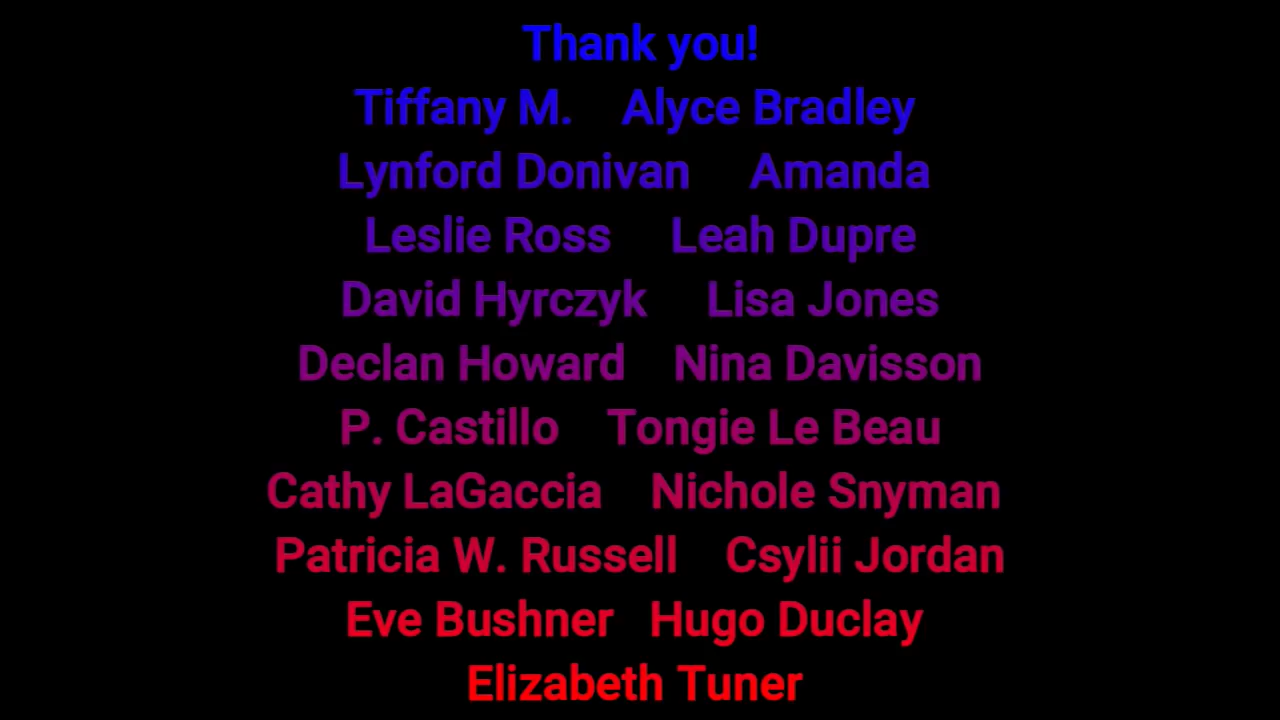 Thank you!
Tiffany M. Alyce Bradley
Lynford Donivan Amanda
Leslie Ross Leah Dupre
David Hyrczyk Lisa Jones
Declan Howard Nina Davisson
P. Castillo Tongie Le Beau
Cathy LaGaccia Nichole Snyman
Patricia W. Russell Csylii Jordan
Eve Bushner Hugo Duclay
Elizabeth Tuner